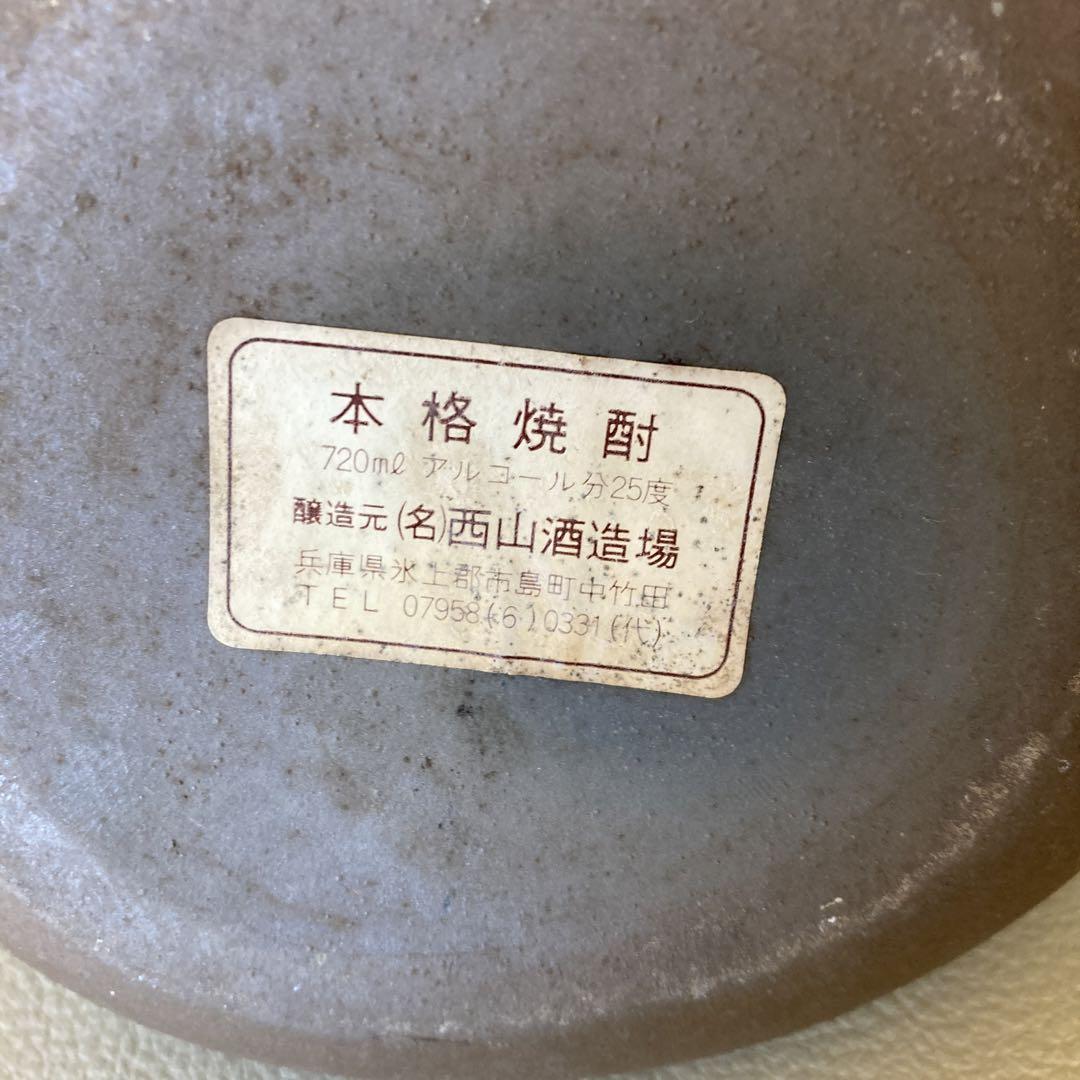 本格焼酎
720ml アルコール分25度
醸造元(名)西山酒造場
兵庫県氷上郡市島町中竹田
TEL 07958(6)0331(代)